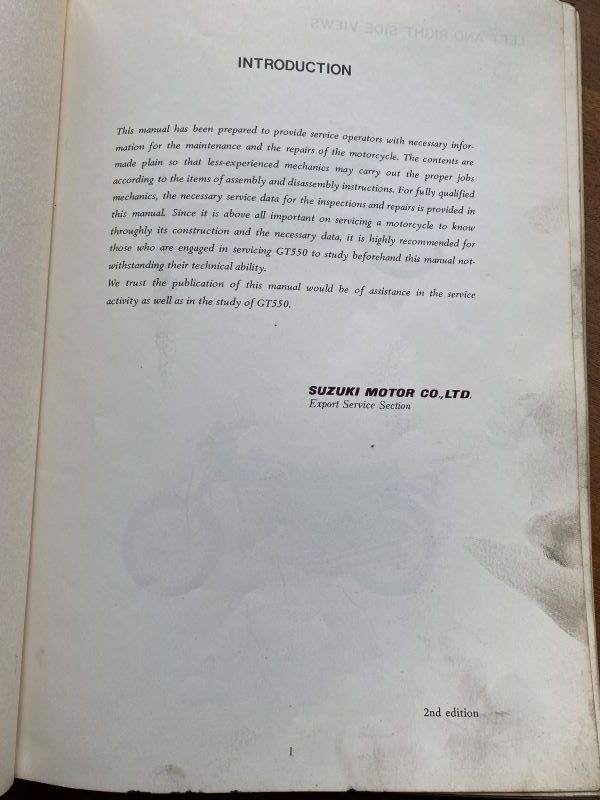 LEFT AND RIGHT SIDE VIEWS
INTRODUCTION
This manual has been prepared to provide service operators with necessary infor-
mation for the maintenance and the repairs of the motorcycle. The contents are
made plain so that less-experienced mechanics may carry out the proper jobs
according to the items of assembly and disassembly instructions. For fully qualified
mechanics, the necessary service data for the inspections and repairs is provided in
this manual. Since it is above all important on servicing a motorcycle to know
throughly its construction and the necessary data, it is highly recommended for
those who are engaged in servicing GT550 to study beforehand this manual not-
withstanding their technical ability.
We trust the publication of this manual would be of assistance in the service
activity as well as in the study of GT550.
SUZUKI MOTOR CO.,LTD.
Export Service Section
2nd edition
1